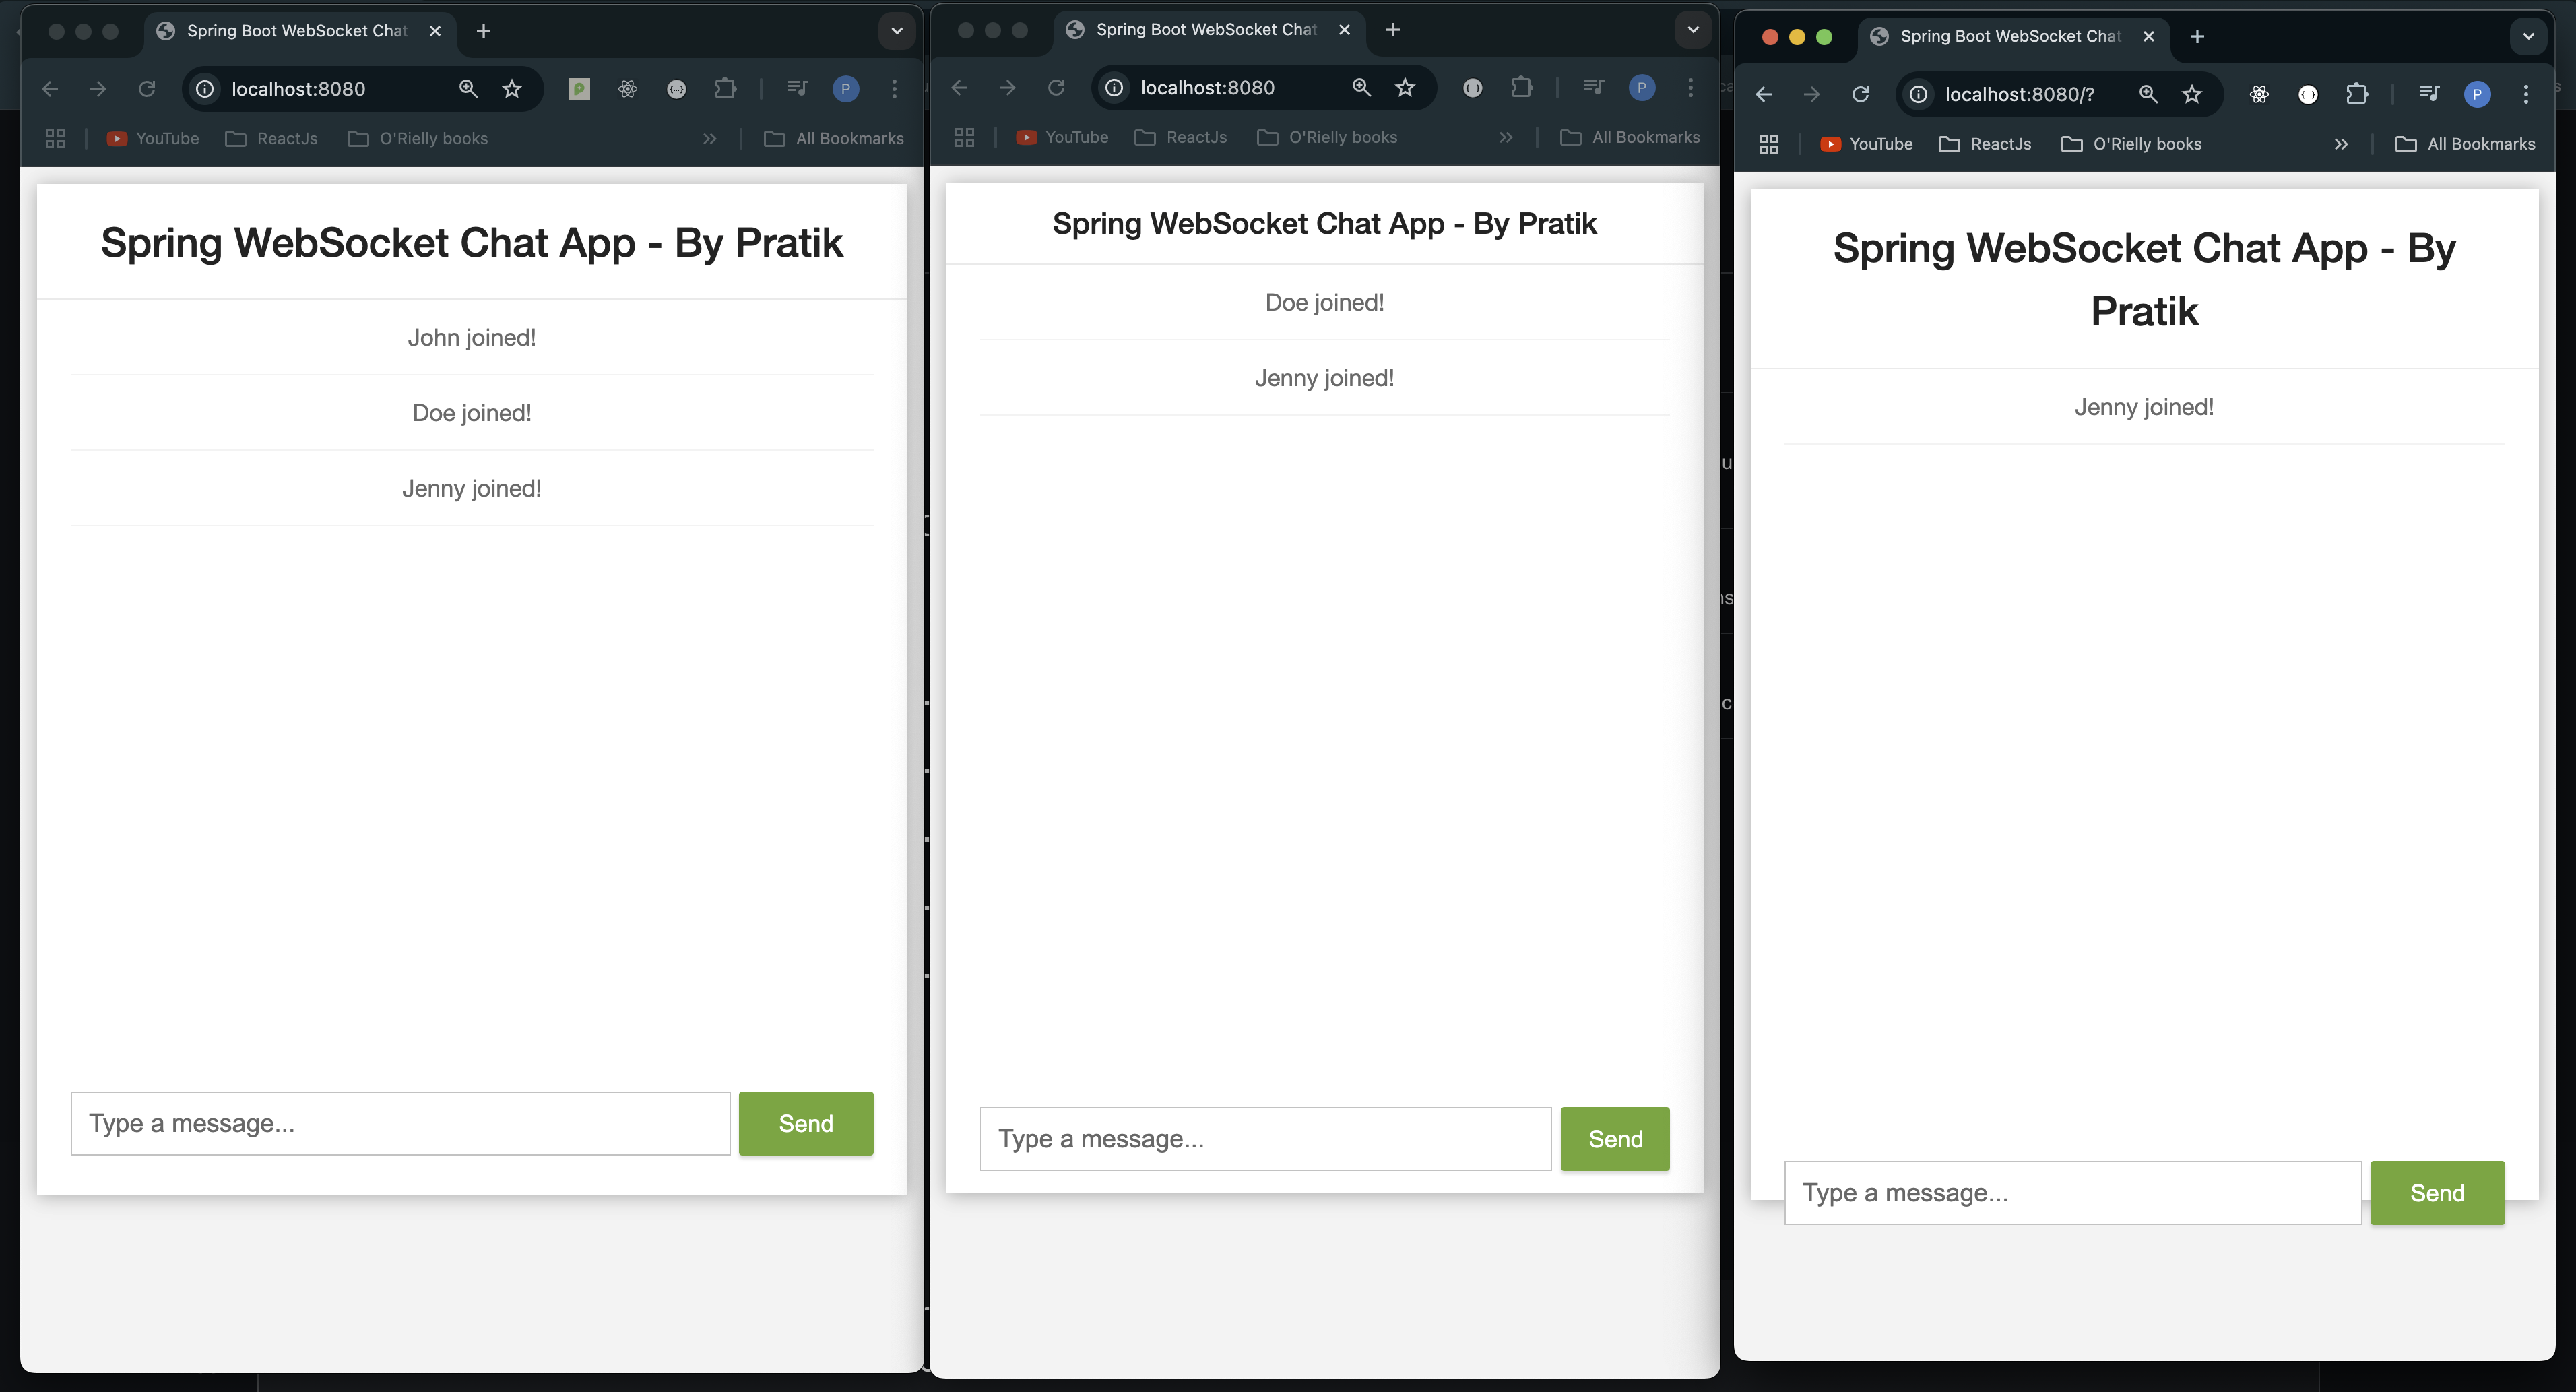 Spring Boot WebSocket Chat
localhost:8080
YouTube
ReactJs
O'Rielly books
All Bookmarks
P
Spring WebSocket Chat App - By Pratik
John joined!
Doe joined!
Jenny joined!
Type a message...
Send
Spring Boot WebSocket Chat
localhost:8080
YouTube
ReactJs
O'Rielly books
All Bookmarks
P
Spring WebSocket Chat App - By Pratik
Doe joined!
Jenny joined!
Type a message...
Send
Spring Boot WebSocket Chat
localhost:8080/?
YouTube
ReactJs
O'Rielly books
All Bookmarks
P
Spring WebSocket Chat App - By
Pratik
Jenny joined!
Type a message...
Send